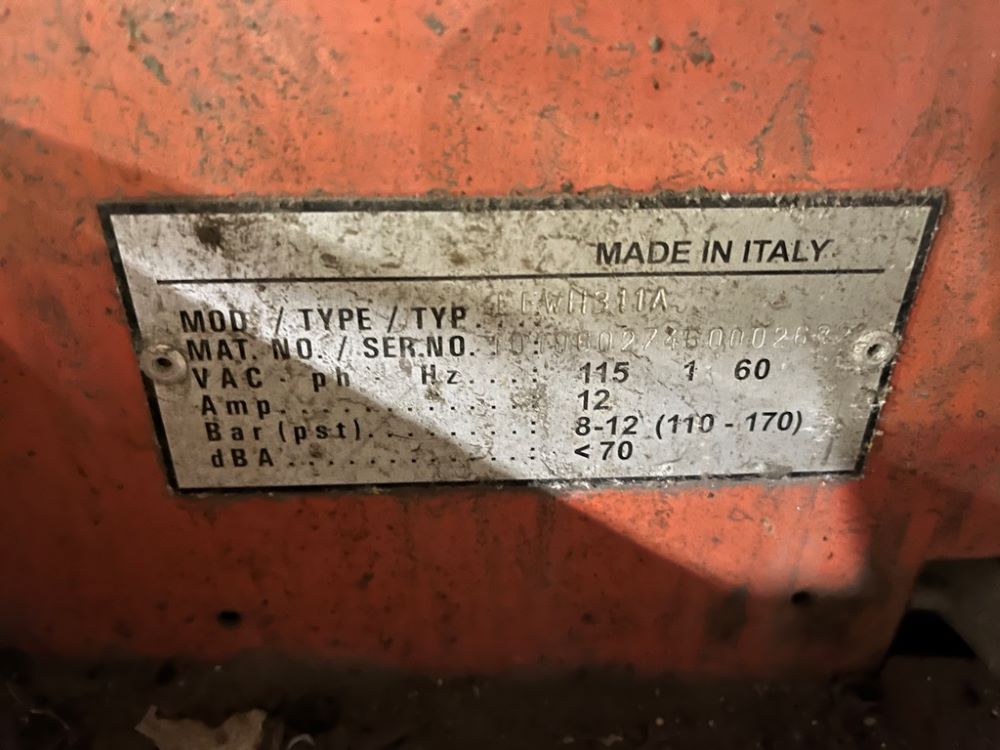 MADE IN ITALY
MOD. / TYPE / TYP. . . .
MAT. NO. / SER.NO.
VAC - ph - Hz. . . . : 115 1 60
Amp. . . . . . . . . . . . : 12
Bar (pst). . . . . . . . : 8-12 (110 - 170)
dBA . . . . . . . . . . . . : < 70